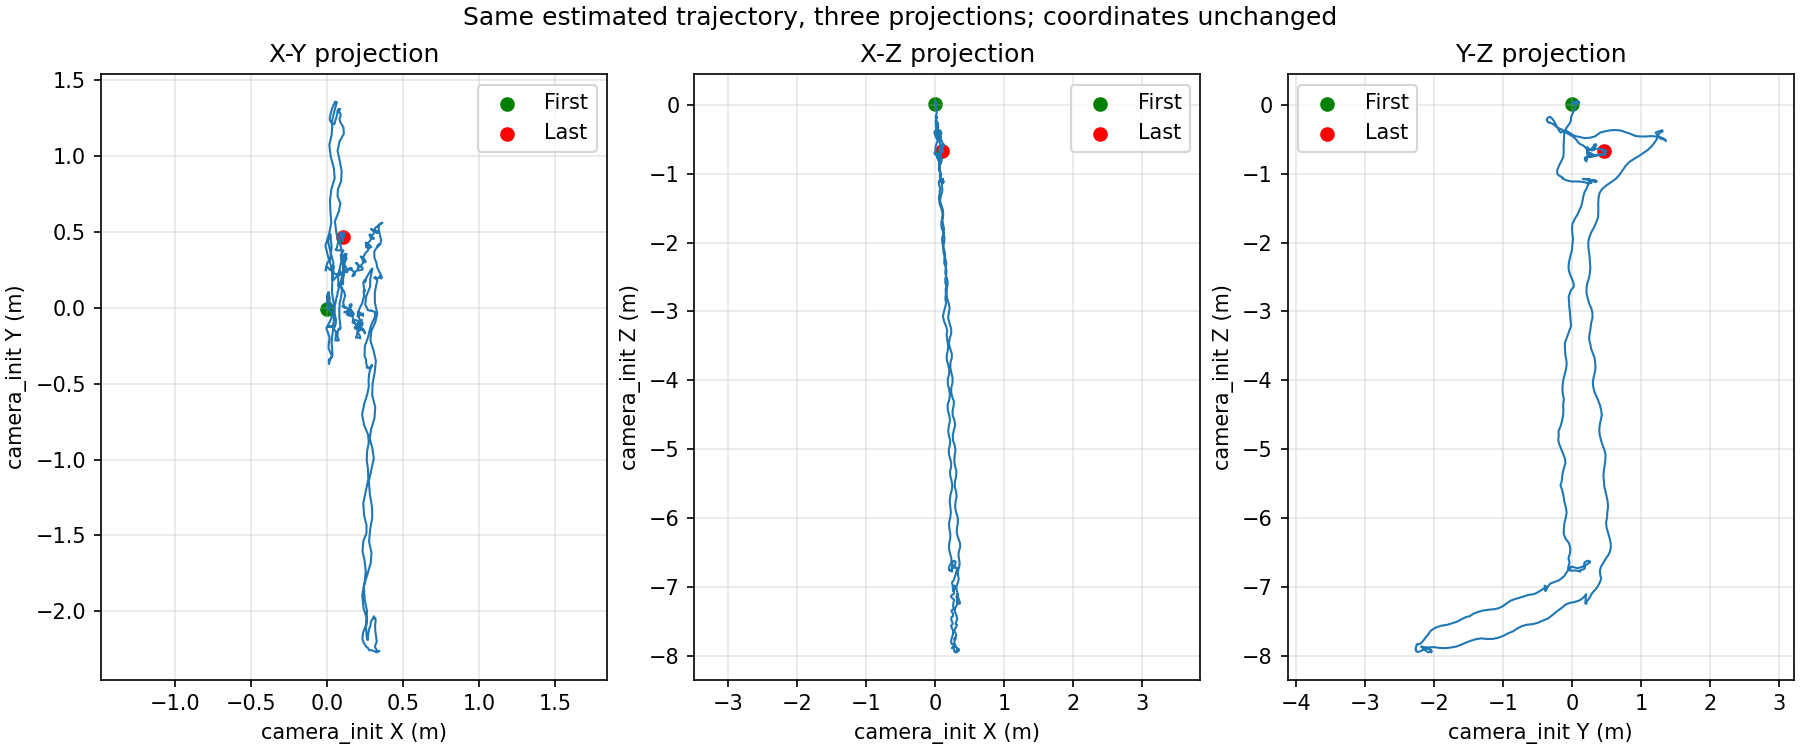 Same estimated trajectory, three projections; coordinates unchanged
X-Y projection
1.5
1.0
0.5
0.0
−0.5
−1.0
−1.5
−2.0
−1.0
−0.5
0.0
0.5
1.0
1.5
camera_init X (m)
camera_init Y (m)
First
Last
X-Z projection
0
−1
−2
−3
−4
−5
−6
−7
−8
−3
−2
−1
0
1
2
3
camera_init X (m)
camera_init Z (m)
First
Last
Y-Z projection
0
−1
−2
−3
−4
−5
−6
−7
−8
−4
−3
−2
−1
0
1
2
3
camera_init Y (m)
camera_init Z (m)
First
Last